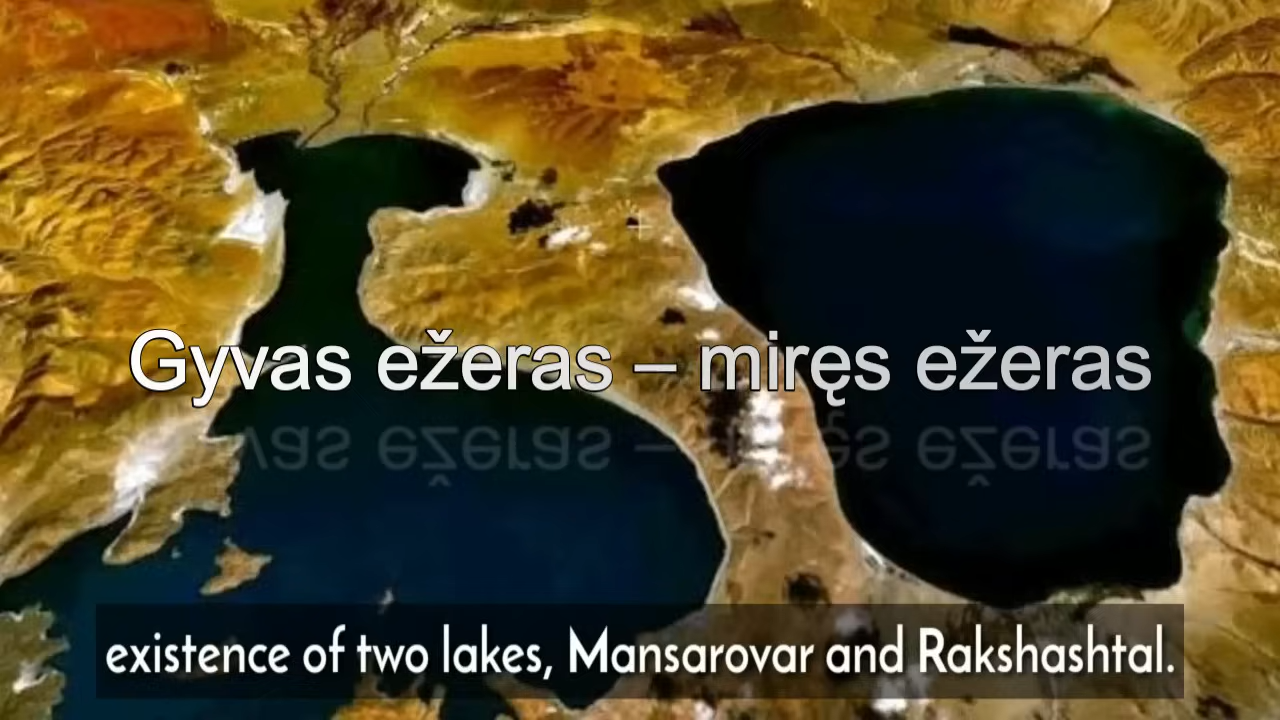 Gyvas ežeras – miręs ežeras
existence of two lakes, Mansarovar and Rakshashtal.